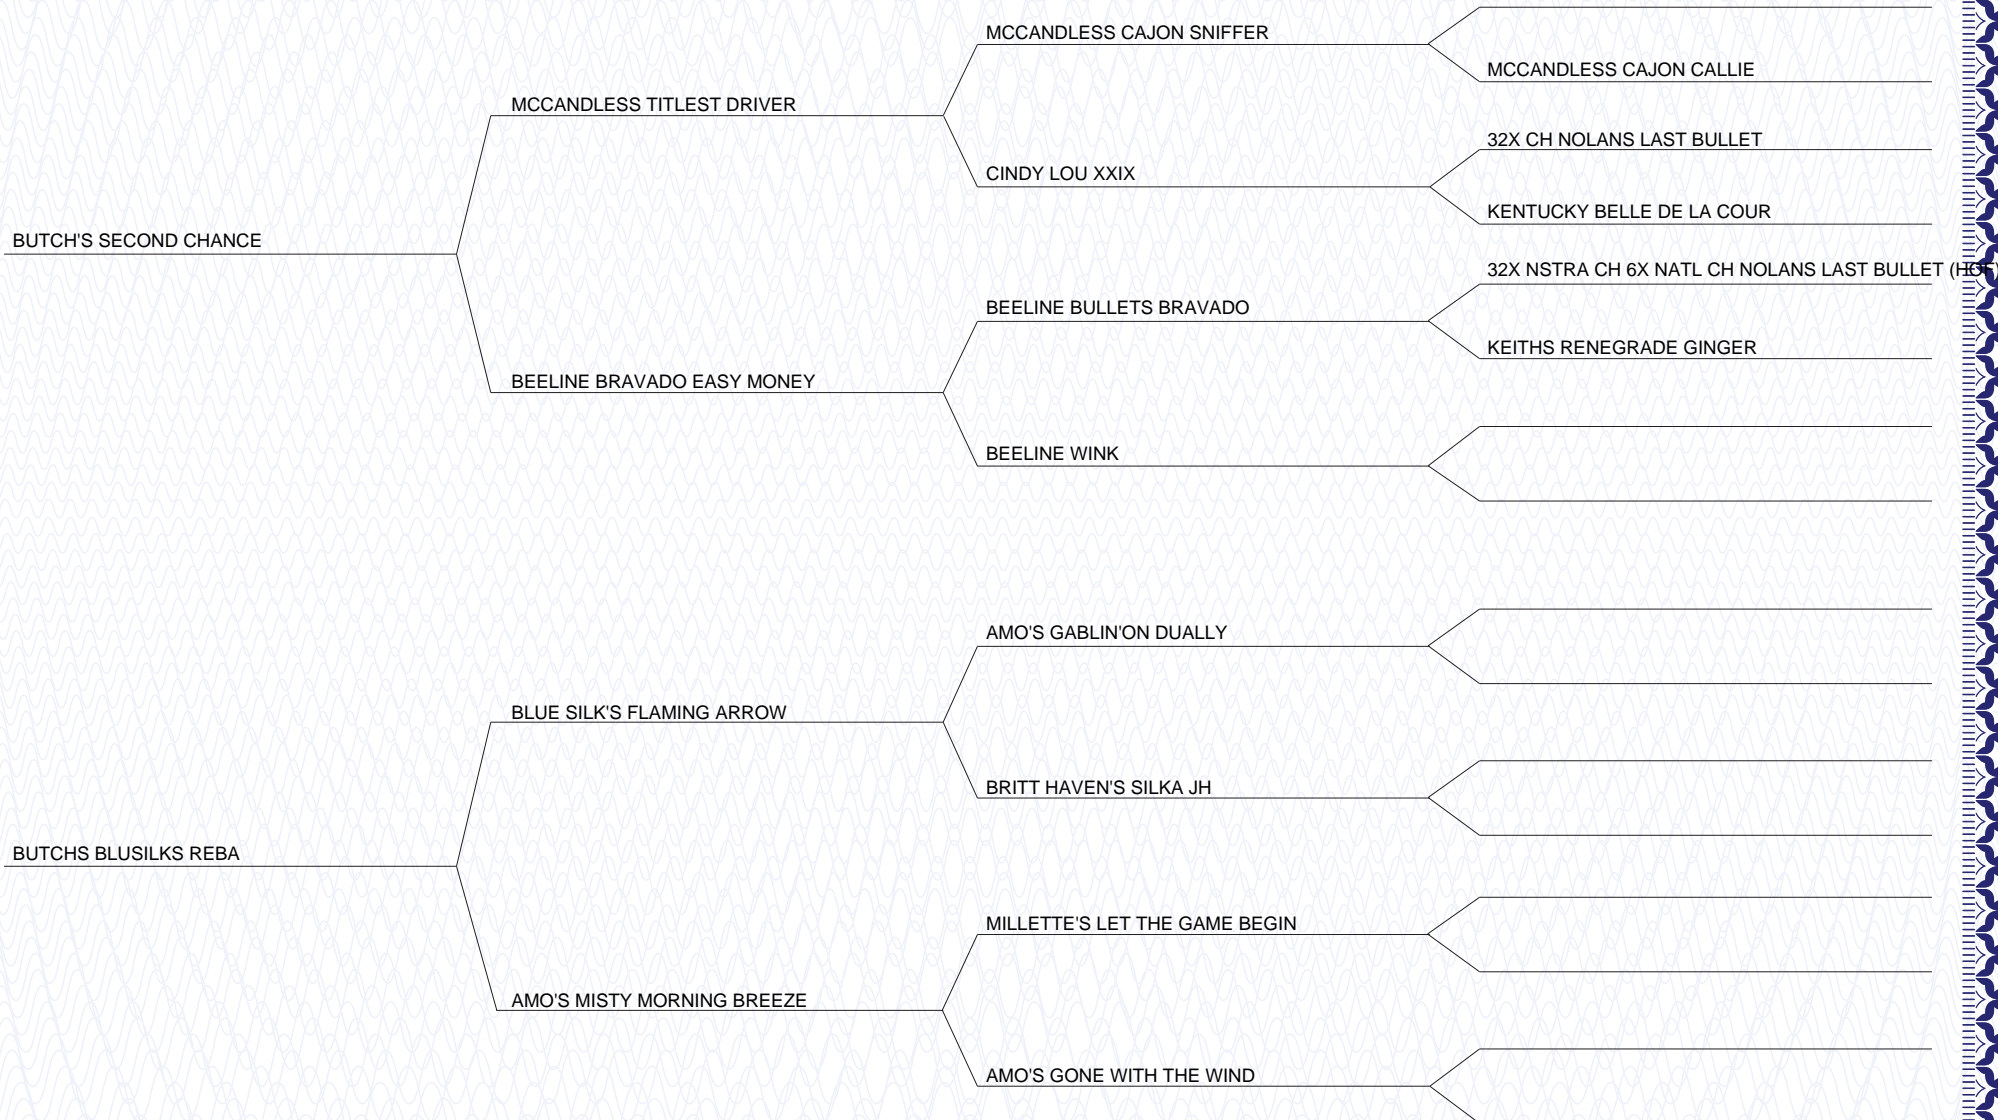 MCCANDLESS CAJON SNIFFER
MCCANDLESS CAJON CALLIE
MCCANDLESS TITLEST DRIVER
32X CH NOLANS LAST BULLET
CINDY LOU XXIX
KENTUCKY BELLE DE LA COUR
BUTCH'S SECOND CHANCE
32X NSTRA CH 6X NATL CH NOLANS LAST BULLET (HOF)
BEELINE BULLETS BRAVADO
KEITHS RENEGRADE GINGER
BEELINE BRAVADO EASY MONEY
BEELINE WINK
AMO'S GABLIN'ON DUALLY
BLUE SILK'S FLAMING ARROW
BRITT HAVEN'S SILKA JH
BUTCHS BLUSILKS REBA
MILLETTE'S LET THE GAME BEGIN
AMO'S MISTY MORNING BREEZE
AMO'S GONE WITH THE WIND